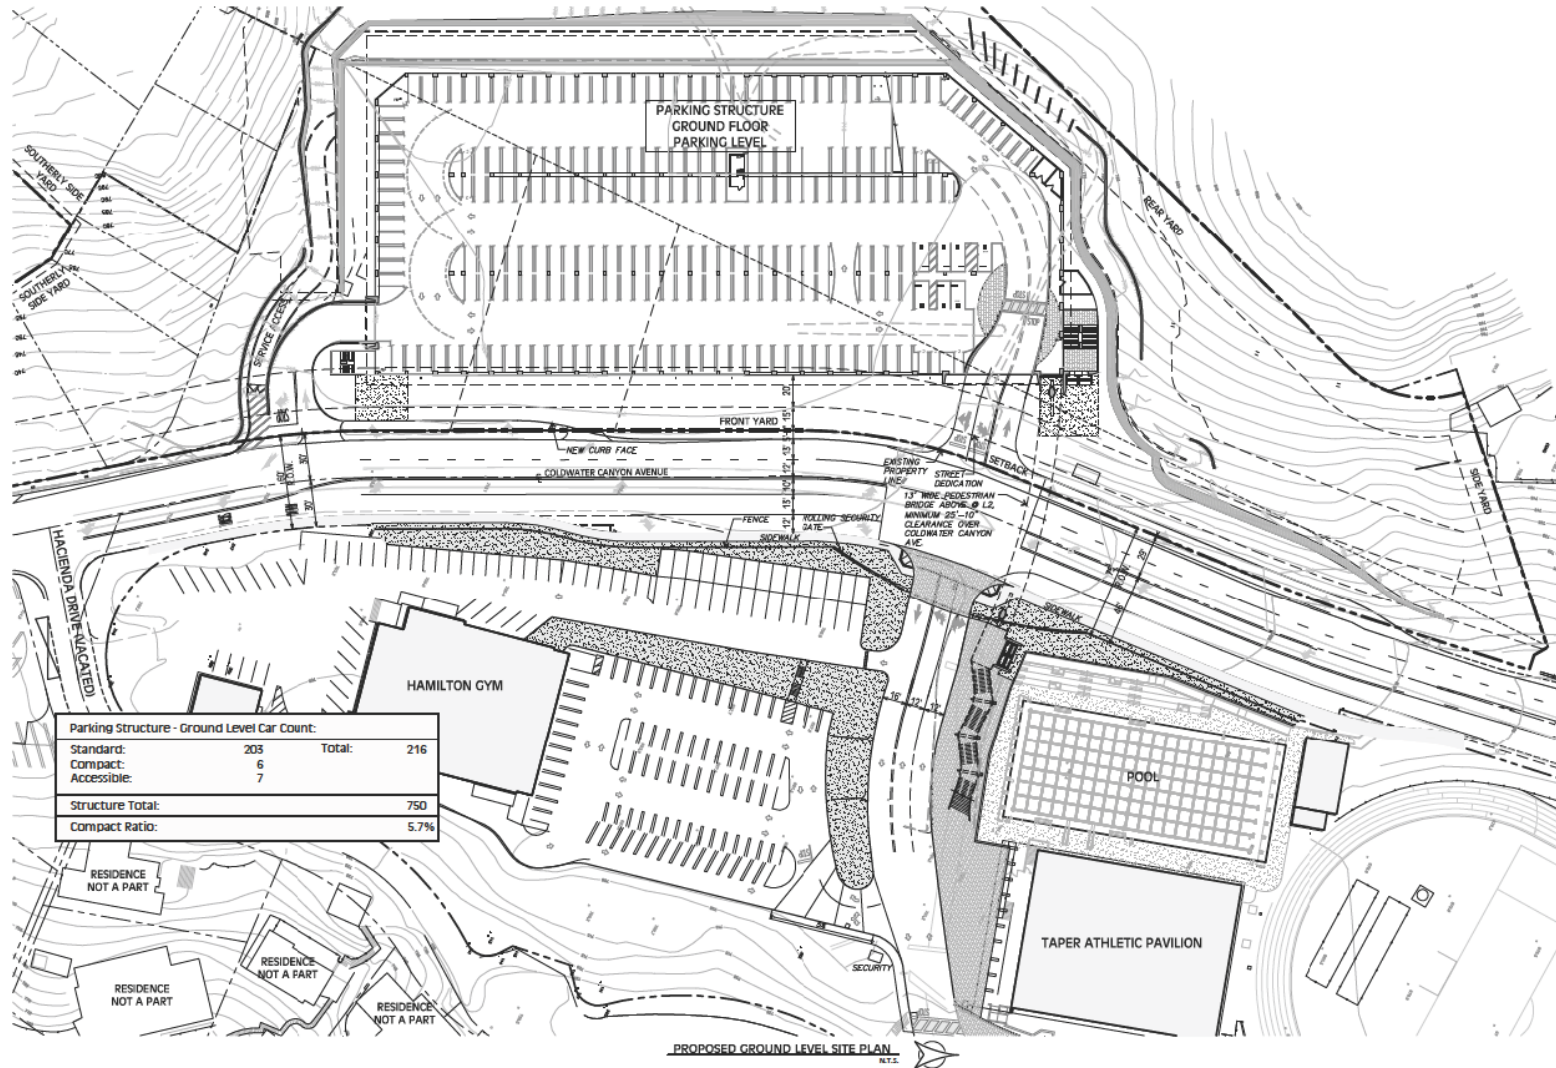 PARKING STRUCTURE
GROUND FLOOR
PARKING LEVEL
SOUTHERLY SIDE
YARD
SOUTHERLY
SIDE YARD
REAR YARD
SERVICE ACCESS
STOP
FRONT YARD
NEW CURB FACE
COLDWATER CANYON AVENUE
EXISTING
PROPERTY
LINE
STREET
DEDICATION
SETBACK
SIDE YARD
13' WIDE PEDESTRIAN
BRIDGE ABOVE @ L2,
MINIMUM 25'-10"
CLEARANCE OVER
COLDWATER CANYON
AVE
FENCE
ROLLING SECURITY
GATE
SIDEWALK
SIDEWALK
R.O.W.
HACIENDA DRIVE (VACATED)
HAMILTON GYM
16'
12'
12'
POOL
Parking Structure - Ground Level Car Count:
Standard: 203 Total: 216
Compact: 6
Accessible: 7
Structure Total: 750
Compact Ratio: 5.7%
RESIDENCE
NOT A PART
RESIDENCE
NOT A PART
RESIDENCE
NOT A PART
RESIDENCE
NOT A PART
TAPER ATHLETIC PAVILION
SECURITY
PROPOSED GROUND LEVEL SITE PLAN
N.T.S.